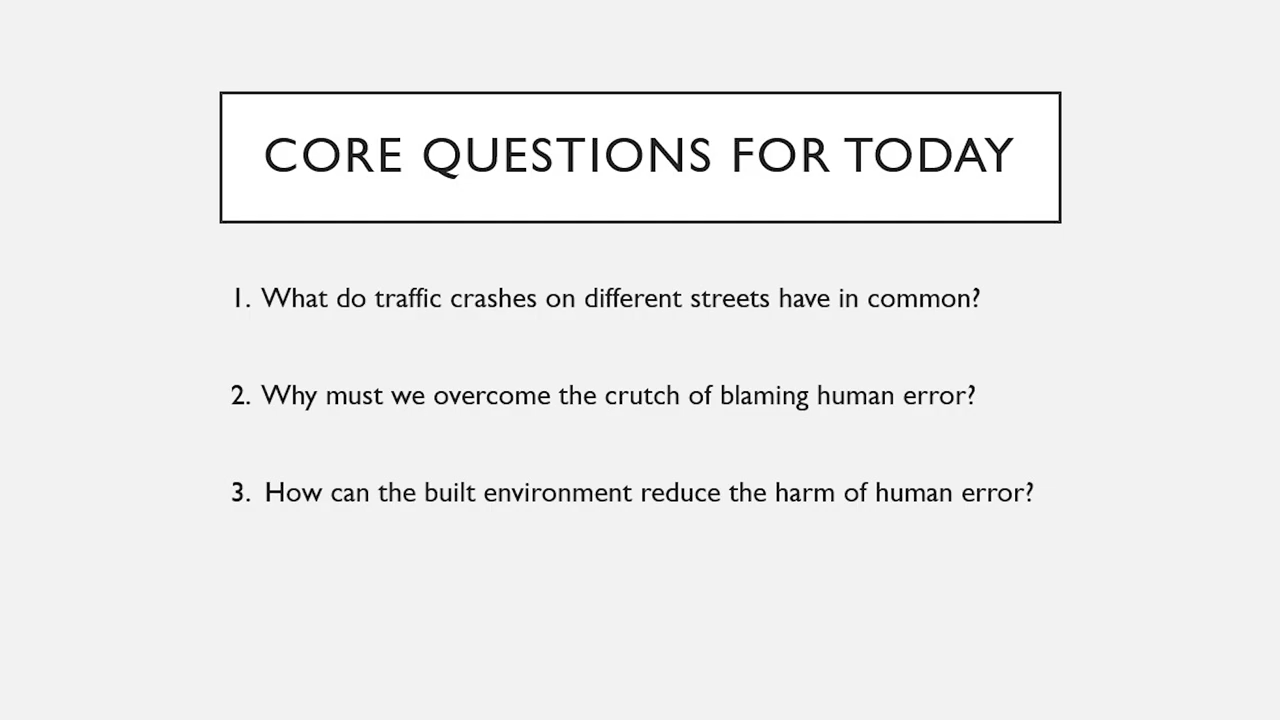 CORE QUESTIONS FOR TODAY
1. What do traffic crashes on different streets have in common?
2. Why must we overcome the crutch of blaming human error?
3. How can the built environment reduce the harm of human error?